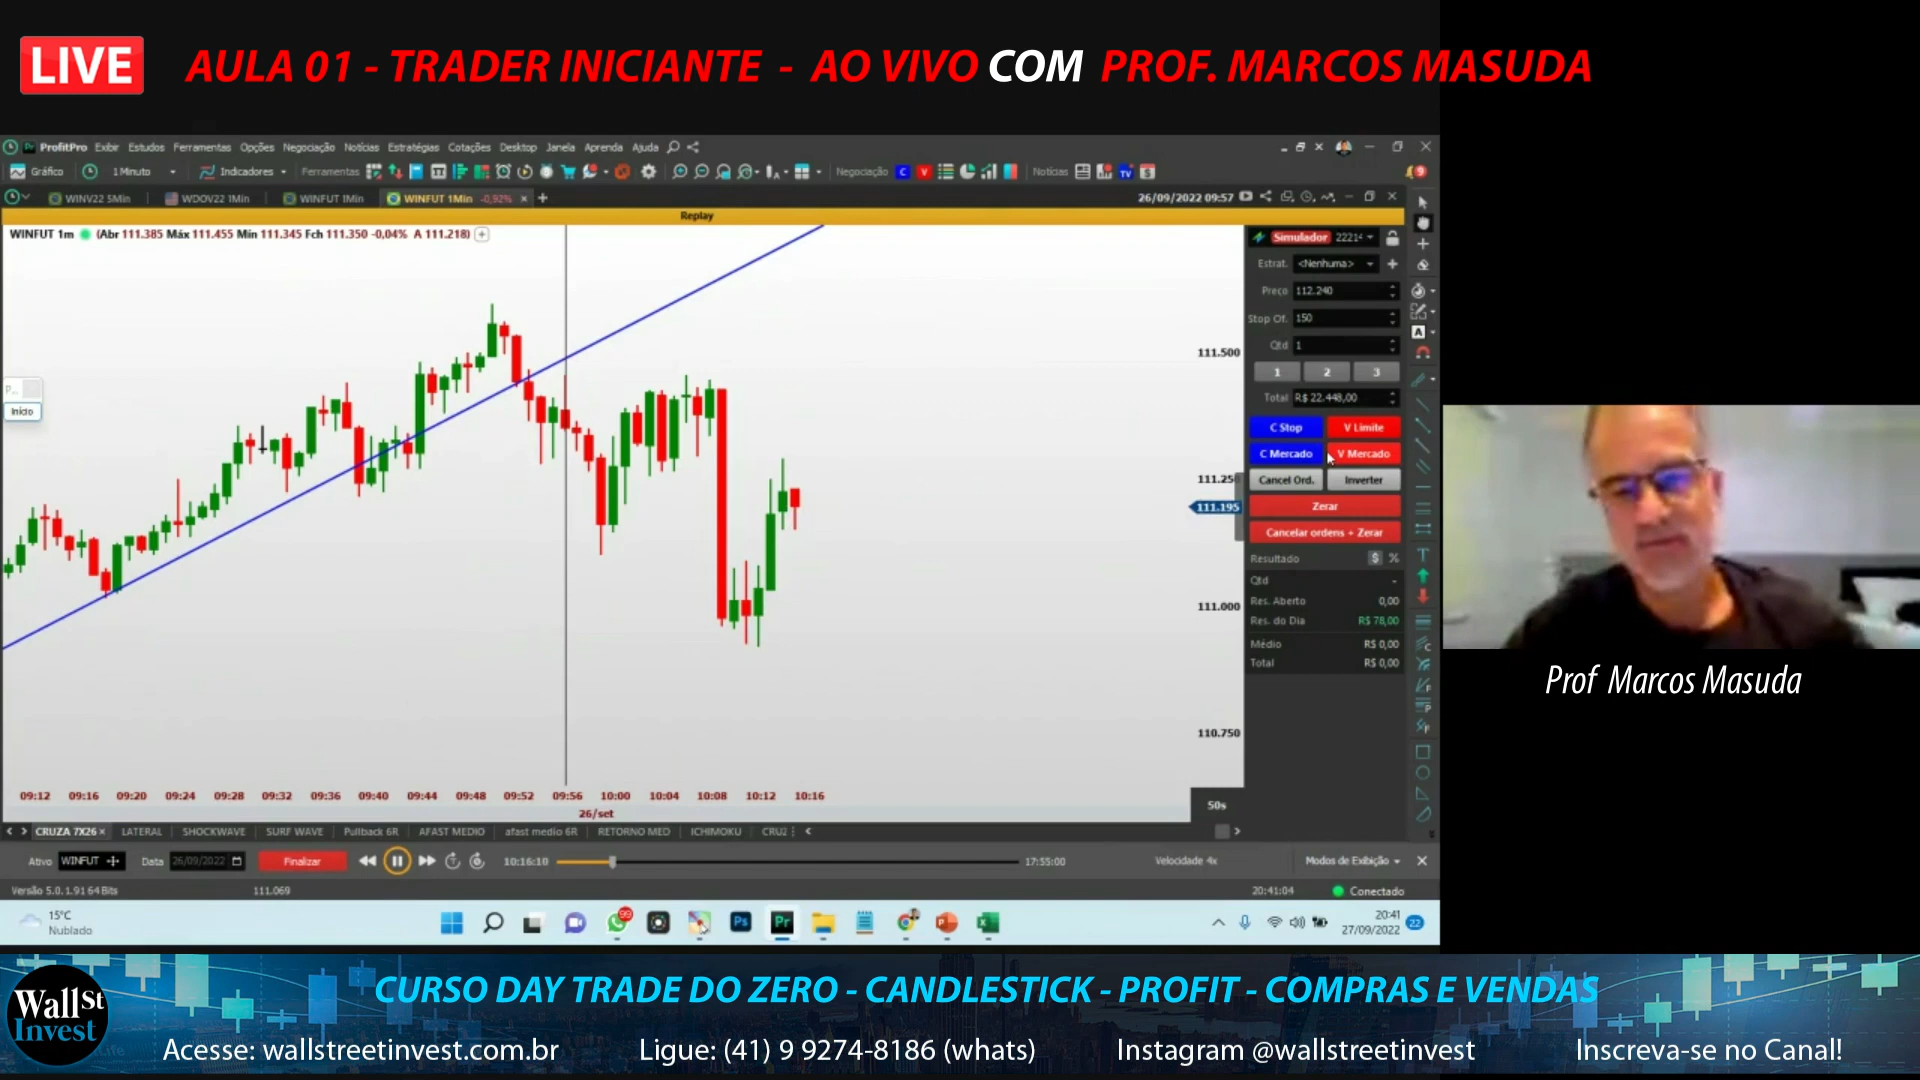 LIVE
AULA 01 - TRADER INICIANTE - AO VIVO COM PROF. MARCOS MASUDA
ProfitPro Exibir Estudos Ferramentas Opções Negociação Notícias Estratégias Cotações Desktop Janela Aprenda Ajuda
Gráfico 1 Minuto Indicadores Ferramentas Negociação C V Notícias
WINV22 5Min WDOV22 1Min WINFUT 1Min WINFUT 1Min -0,92% × + 26/09/2022 09:57
Replay
WINFUT 1m (Abr 111.385 Máx 111.455 Min 111.345 Fch 111.350 -0,04% A 111.218)
Simulador
Estrat. <Nenhuma>
Preço 112.240
Stop Of. 150
Qtd 1
1 2 3
Total R$ 22.448,00
C Stop V Limite
C Mercado V Mercado
Cancel Ord. Inverter
Zerar
Cancelar ordens + Zerar
Resultado $ %
Qtd -
Res. Aberto 0,00
Res. do Dia R$ 78,00
Médio R$ 0,00
Total R$ 0,00
Início
111.500
111.195
111.000
110.750
50s
09:12 09:16 09:20 09:24 09:28 09:32 09:36 09:40 09:44 09:48 09:52 09:56 10:00 10:04 10:08 10:12 10:16
26/set
CRUZA 7X26 × LATERAL SHOCKWAVE SURF WAVE Pullback 6R AFAST MEDIO afast medio 6R RETORNO MED ICHIMOKU
Ativo WINFUT Data 26/09/2022 Finalizar 10:16:10 17:55:00 Velocidade 4x Modos de Exibição
Versão 5.0.1.91 64 Bits 111.069 20:41:04 Conectado
15°C
Nublado
99
Ps
Pr
20:41
27/09/2022
22
Prof Marcos Masuda
Wall St
Invest
CURSO DAY TRADE DO ZERO - CANDLESTICK - PROFIT - COMPRAS E VENDAS
Acesse: wallstreetinvest.com.br Ligue: (41) 9 9274-8186 (whats) Instagram @wallstreetinvest Inscreva-se no Canal!